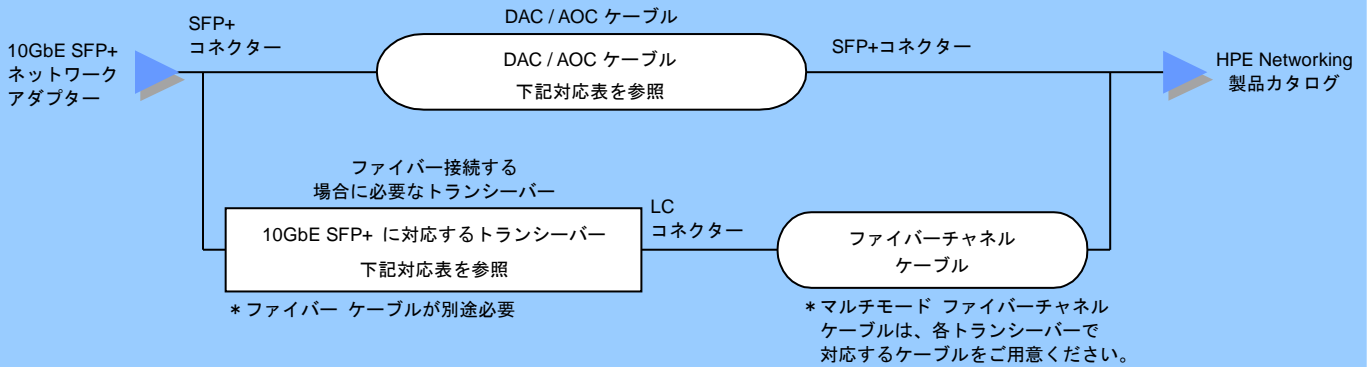 DAC / AOC ケーブル
SFP+
コネクター
10GbE SFP+
ネットワーク
アダプター
DAC / AOC ケーブル
下記対応表を参照
SFP+コネクター
HPE Networking
製品カタログ
ファイバー接続する
場合に必要なトランシーバー
10GbE SFP+ に対応するトランシーバー
下記対応表を参照
LC
コネクター
ファイバーチャネル
ケーブル
*ファイバー ケーブルが別途必要
*マルチモード ファイバーチャネル
ケーブルは、各トランシーバーで
対応するケーブルをご用意ください。